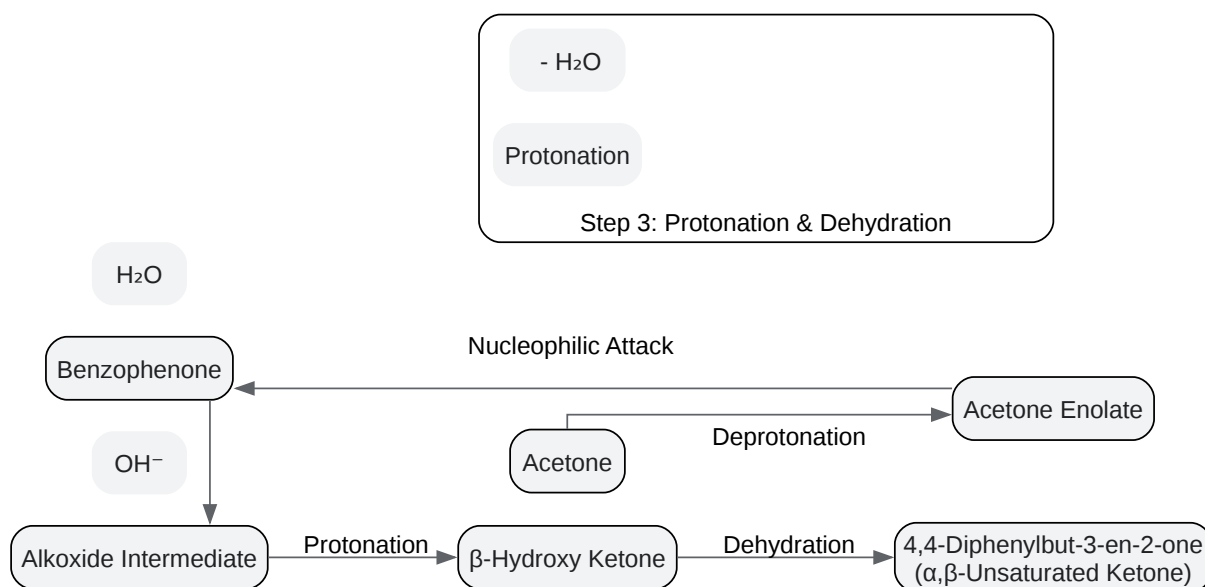 - H₂O
Protonation
Step 3: Protonation & Dehydration
H₂O
Nucleophilic Attack
Benzophenone
Acetone Enolate
Deprotonation
Acetone
OH⁻
Protonation
Dehydration
Alkoxide Intermediate
β-Hydroxy Ketone
4,4-Diphenylbut-3-en-2-one
(α,β-Unsaturated Ketone)